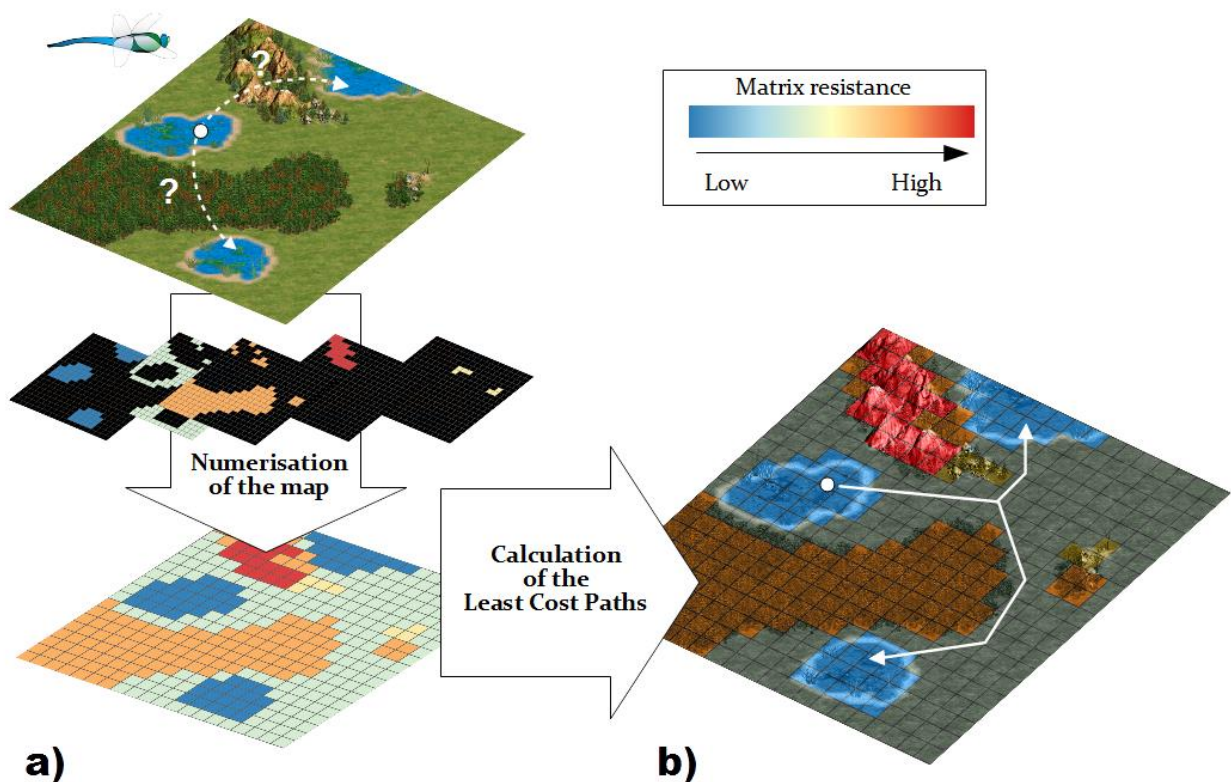 ?
?
Matrix resistance
Low High
Numerisation
of the map
Calculation
of the
Least Cost Paths
a)
b)